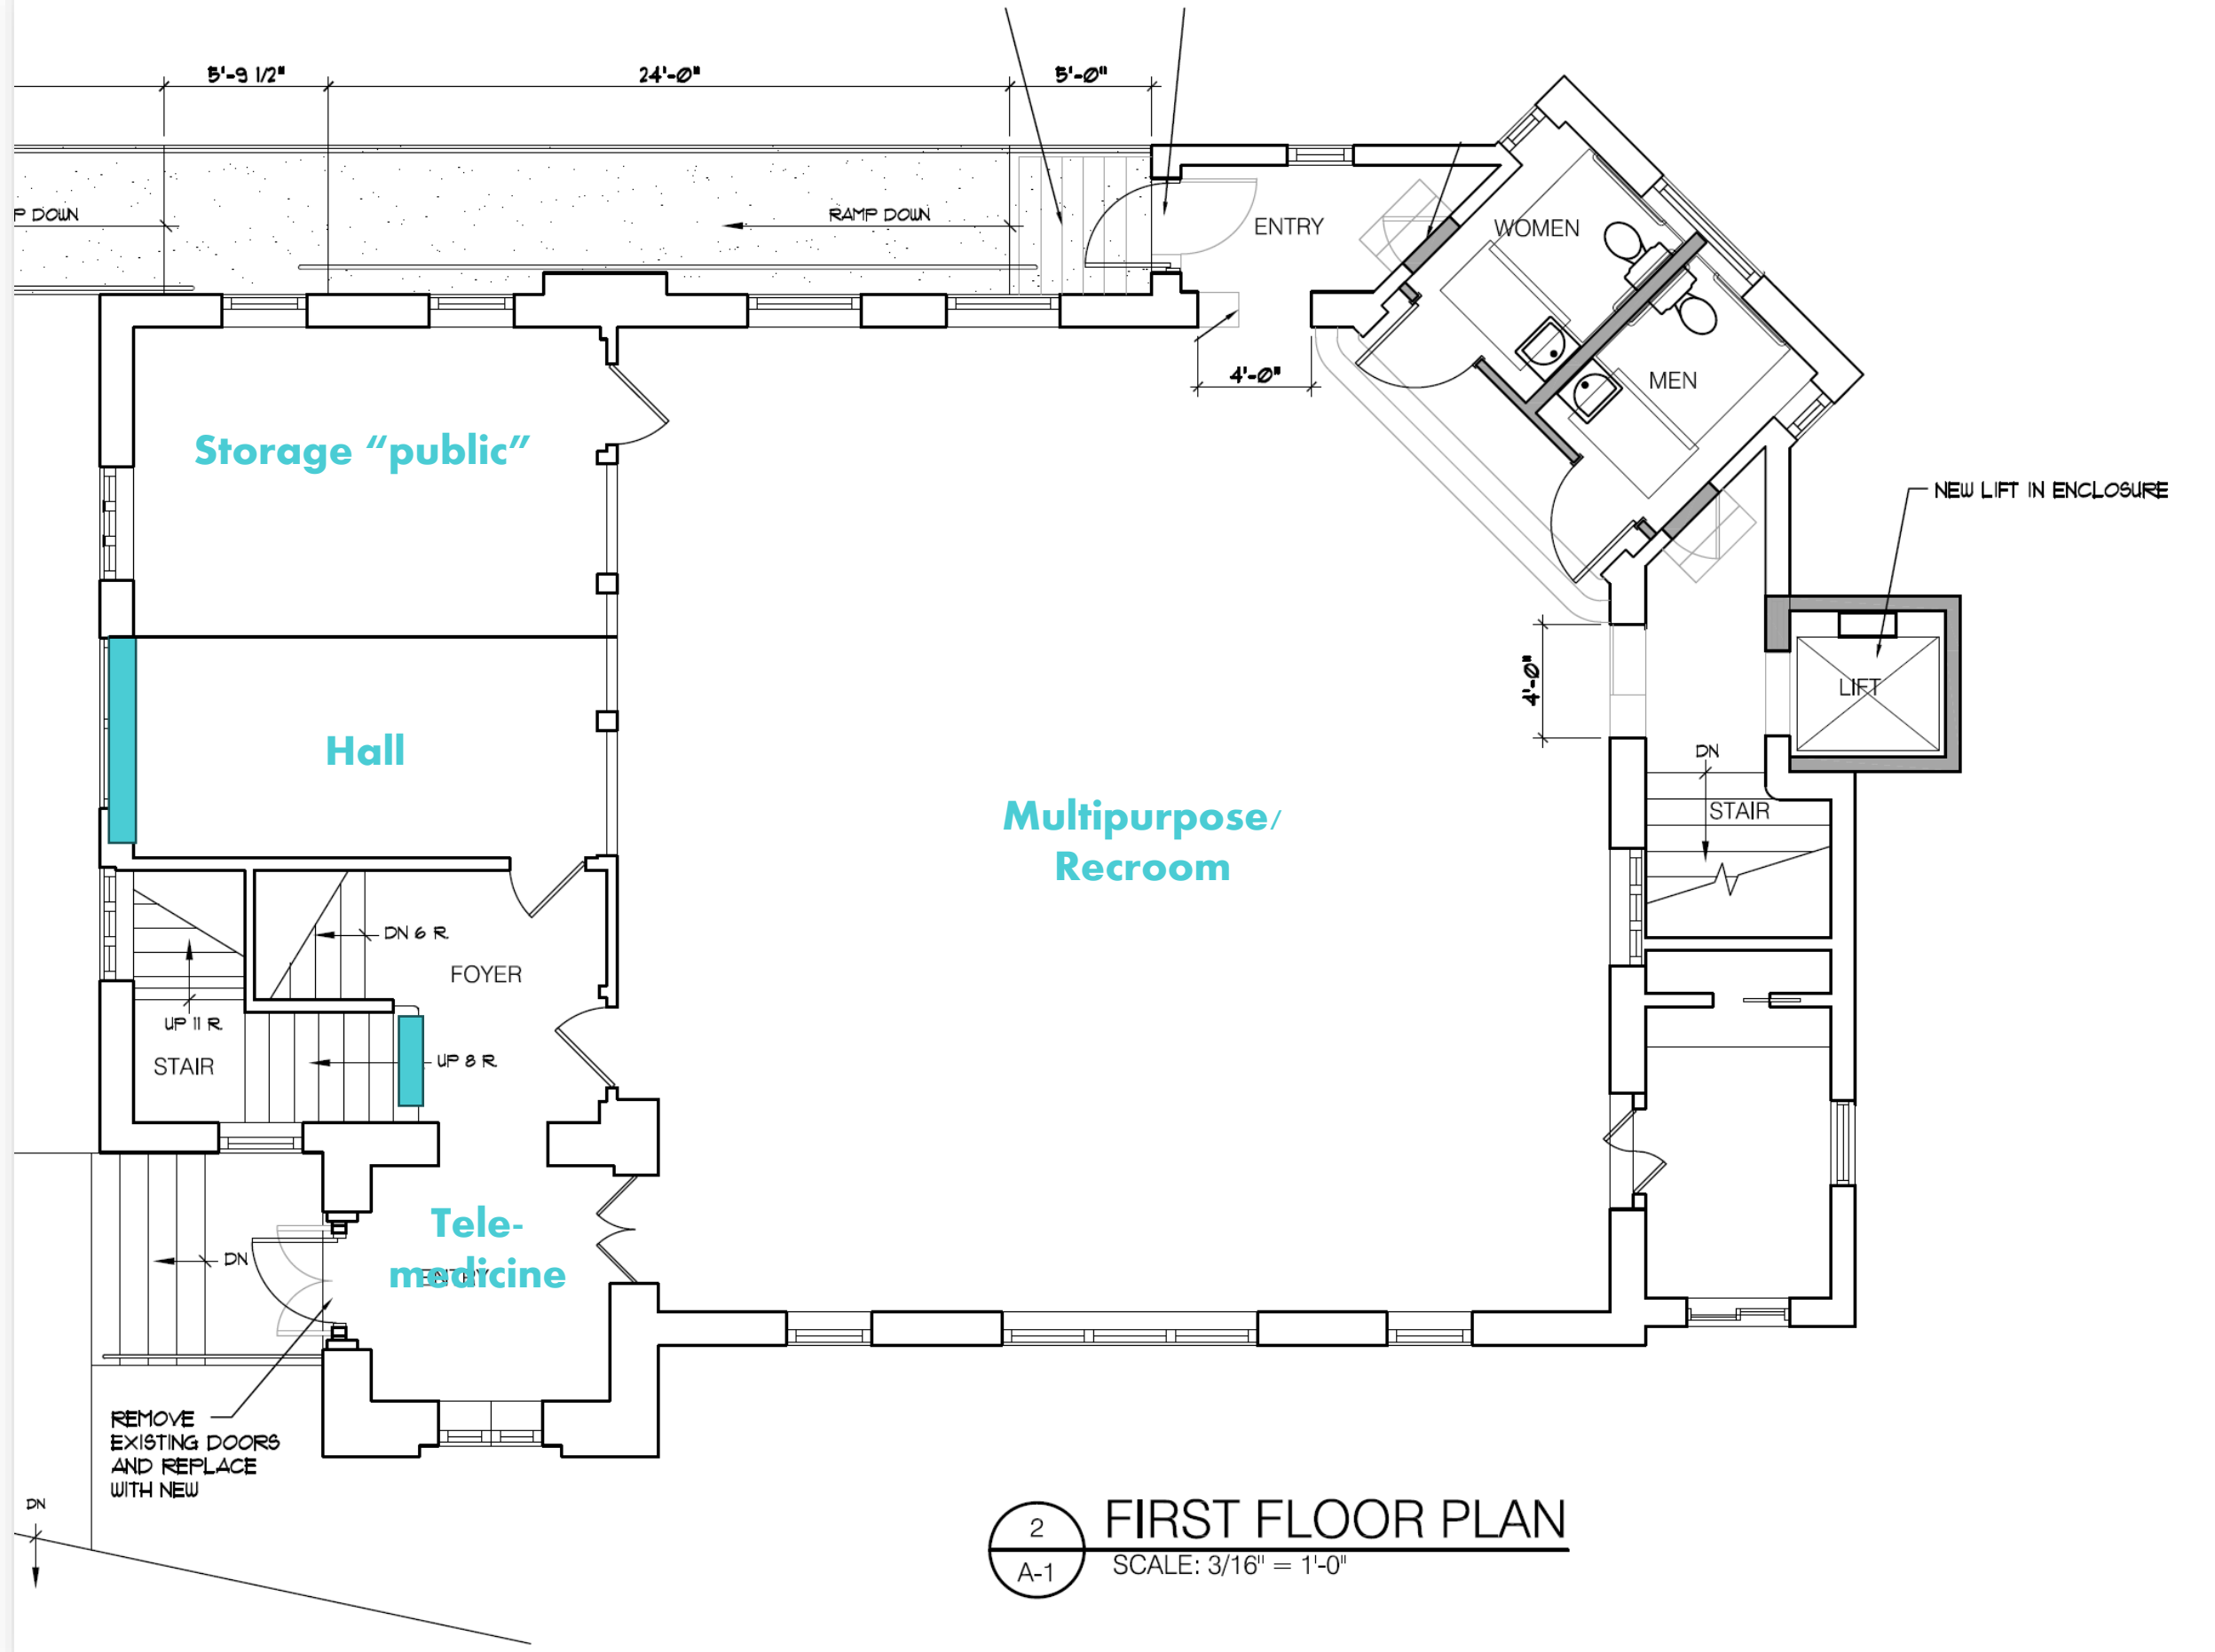 5'-9 1/2"
24'-0"
5'-0"
P DOWN
RAMP DOWN
ENTRY
WOMEN
4'-0"
MEN
Storage “public”
NEW LIFT IN ENCLOSURE
4'-0"
LIFT
Hall
DN
STAIR
Multipurpose/
Recroom
DN 6 R.
FOYER
UP 11 R.
STAIR
UP 8 R.
Tele-
medicine
ENTRY
DN
REMOVE
EXISTING DOORS
AND REPLACE
WITH NEW
DN
2
A-1
FIRST FLOOR PLAN
SCALE: 3/16" = 1'-0"